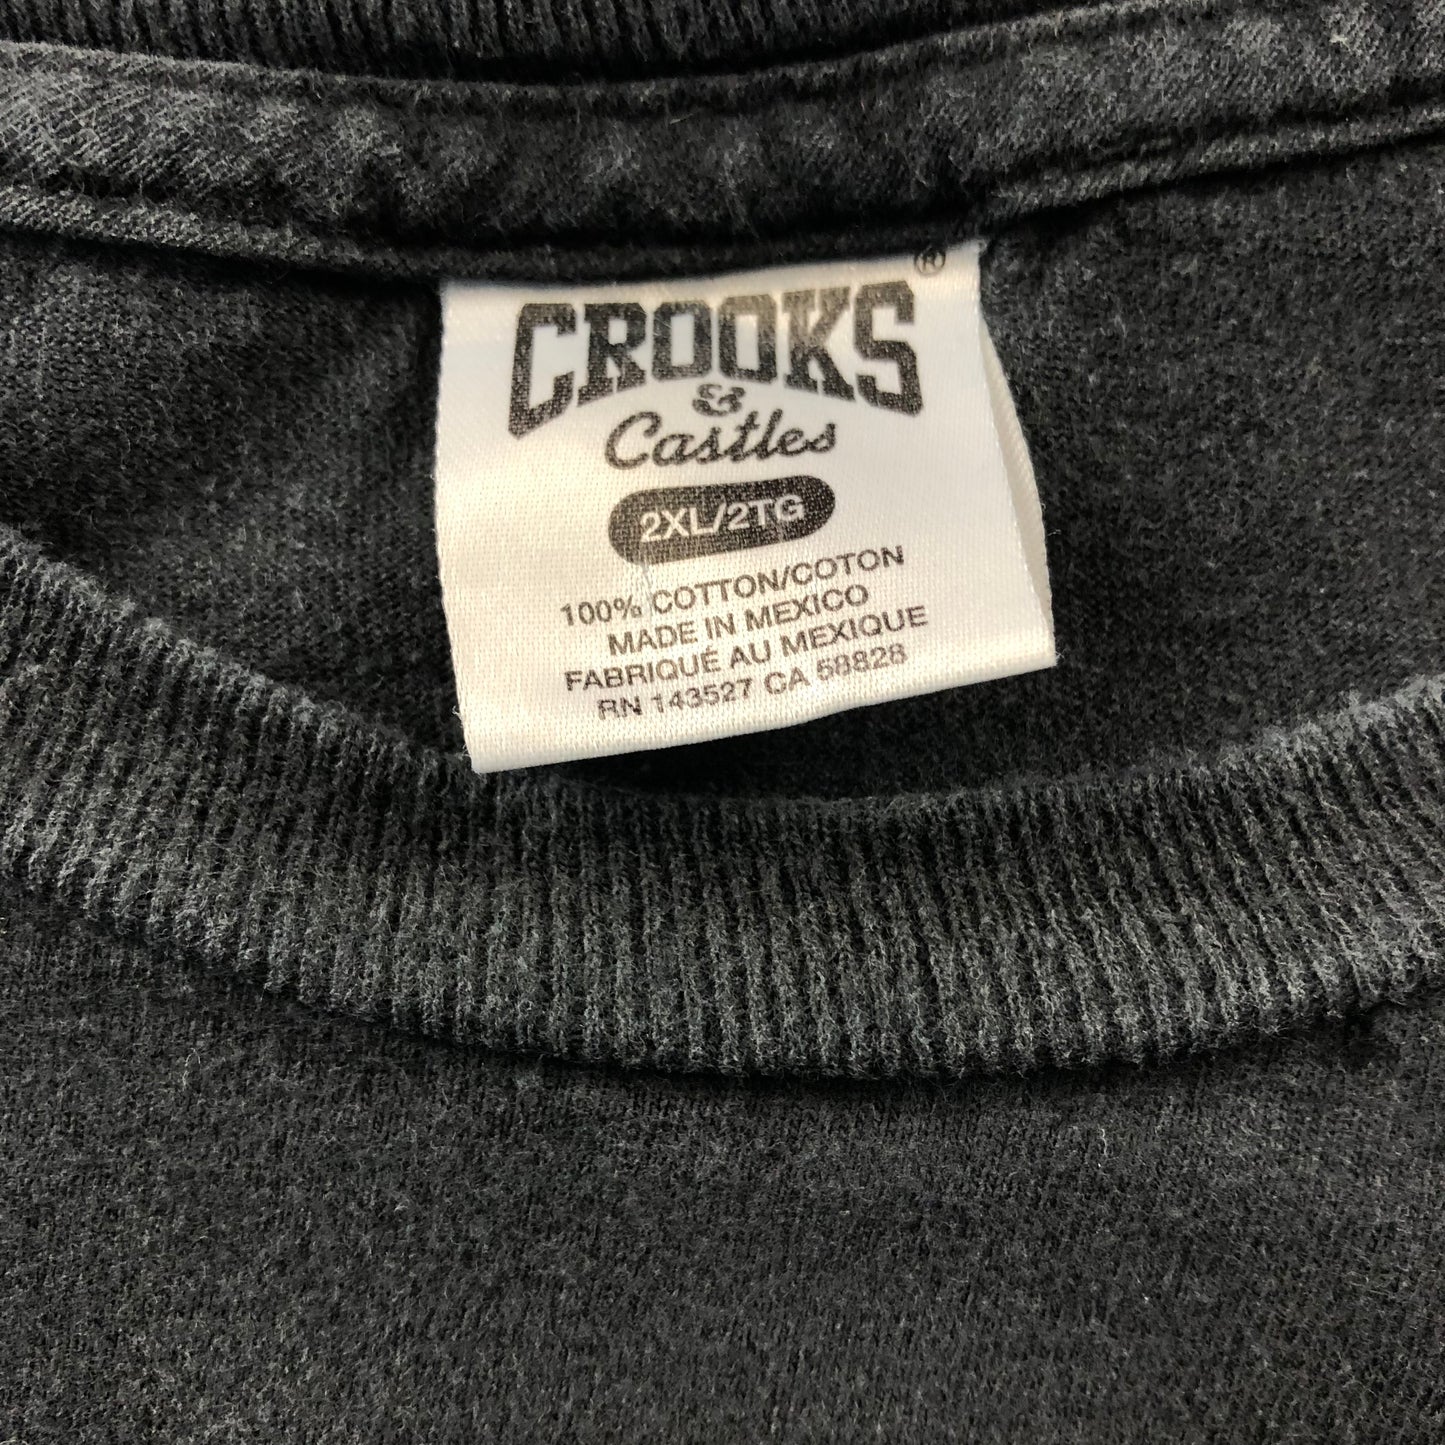 CROOKS®
&
Castles
2XL/2TG
100% COTTON/COTON
MADE IN MEXICO
FABRIQUÉ AU MEXIQUE
RN 143527 CA 58828